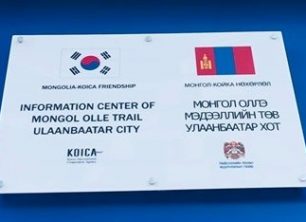 MONGOLIA-KOICA FRIENDSHIP
INFORMATION CENTER OF
MONGOL OLLE TRAIL
ULAANBAATAR CITY
KOICA
МОНГОЛ-КОЙКА НӨХӨРЛӨЛ
МОНГОЛ ОЛЛЭ
МЭДЭЭЛЛИЙН ТӨВ
УЛААНБААТАР ХОТ